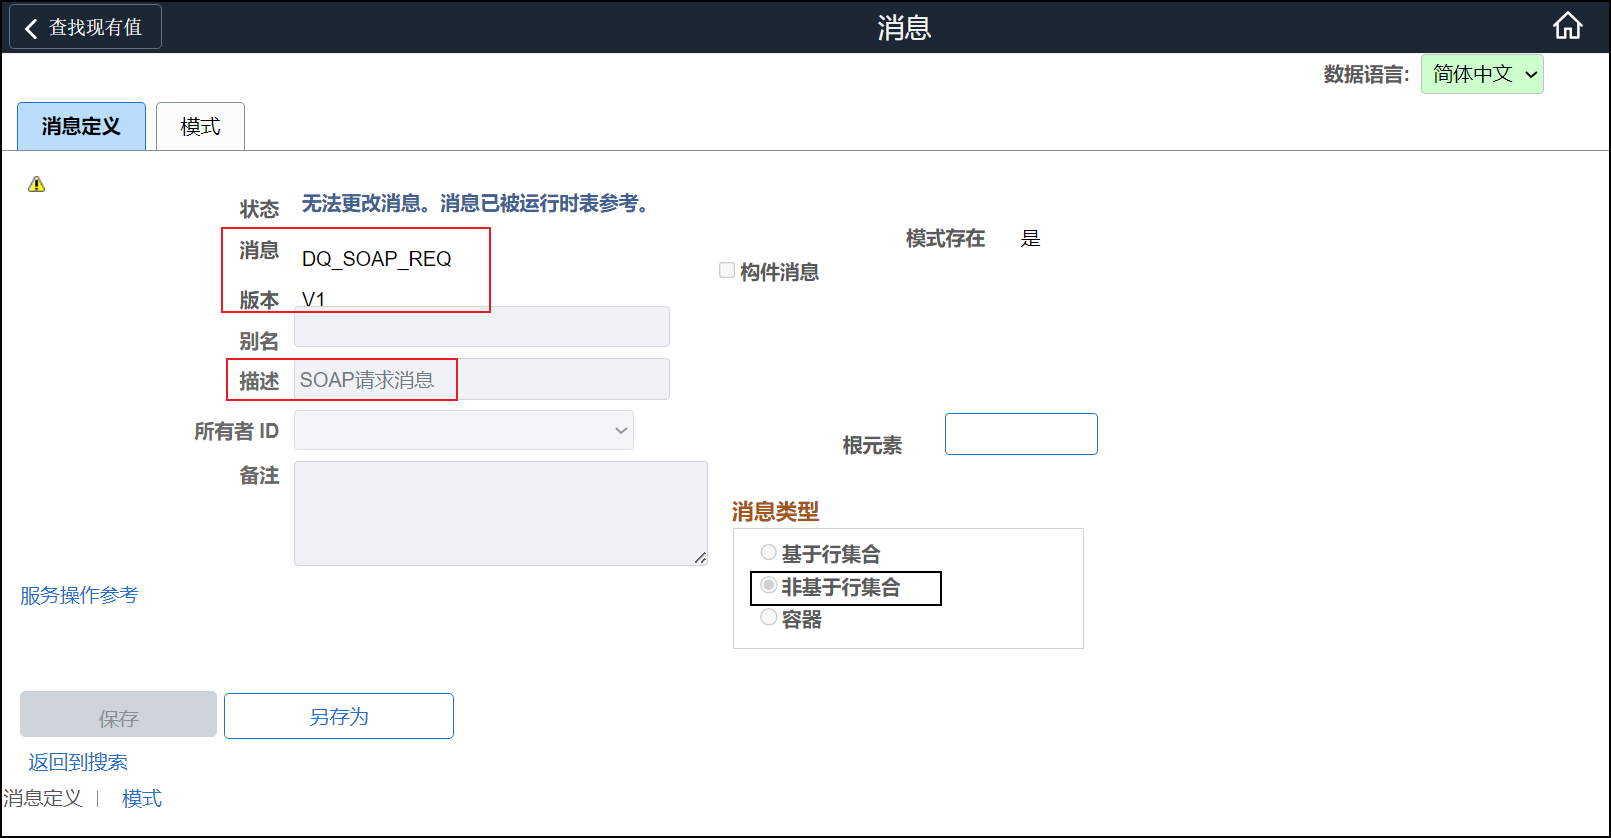 查找现有值
消息
数据语言: 简体中文
消息定义
模式
状态 无法更改消息。消息已被运行时表参考。
消息 DQ_SOAP_REQ
模式存在 是
构件消息
版本 V1
别名
描述 SOAP请求消息
所有者 ID
根元素
备注
消息类型
基于行集合
非基于行集合
容器
服务操作参考
保存
另存为
返回到搜索
消息定义 | 模式